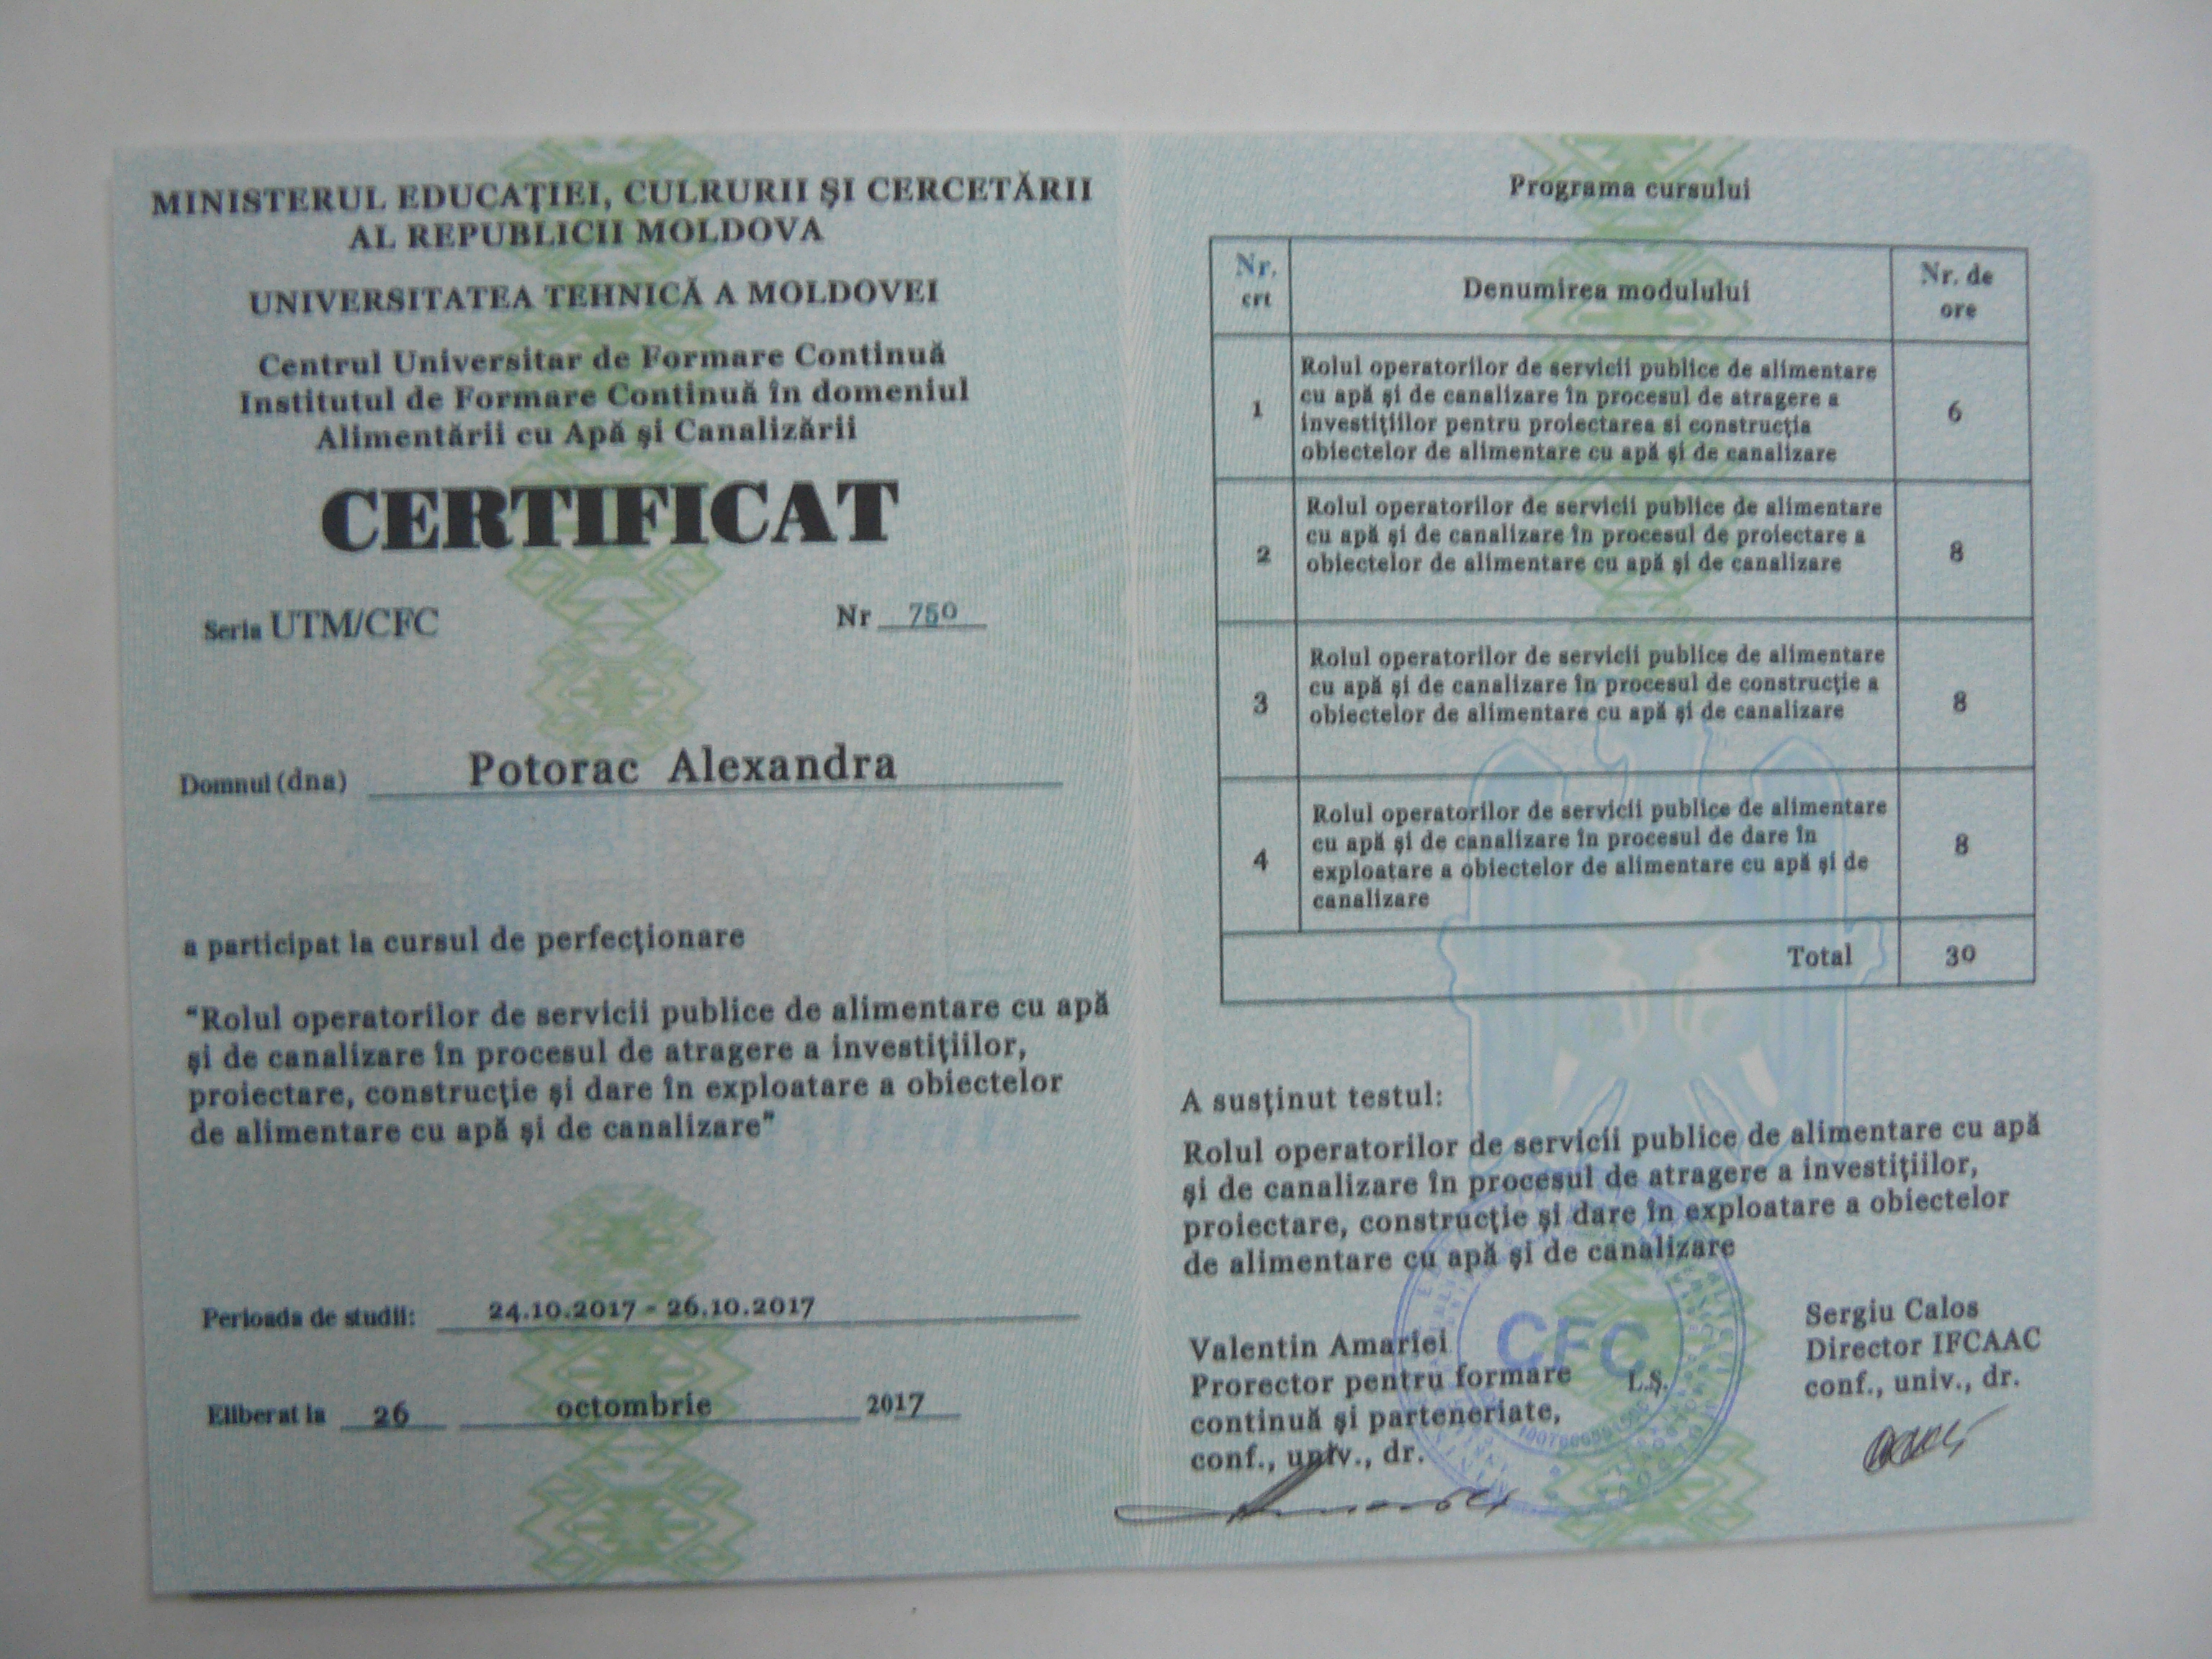 MINISTERUL EDUCAŢIEI, CULRURII ŞI CERCETĂRII
AL REPUBLICII MOLDOVA
UNIVERSITATEA TEHNICĂ A MOLDOVEI
Centrul Universitar de Formare Continuă
Institutul de Formare Continuă în domeniul
Alimentării cu Apă şi Canalizării
CERTIFICAT
Seria UTM/CFC Nr 750
Domnul (dna) Potorac Alexandra
a participat la cursul de perfecţionare
“Rolul operatorilor de servicii publice de alimentare cu apă
şi de canalizare în procesul de atragere a investiţiilor,
proiectare, construcţie şi dare în exploatare a obiectelor
de alimentare cu apă şi de canalizare”
Perioada de studii: 24.10.2017 - 26.10.2017
Eliberat la 26 octombrie 2017
Programa cursului
Nr. crt Denumirea modulului Nr. de ore
1 Rolul operatorilor de servicii publice de alimentare
cu apă şi de canalizare în procesul de atragere a
investiţiilor pentru proiectarea si construcţia
obiectelor de alimentare cu apă şi de canalizare 6
2 Rolul operatorilor de servicii publice de alimentare
cu apă şi de canalizare în procesul de proiectare a
obiectelor de alimentare cu apă şi de canalizare 8
3 Rolul operatorilor de servicii publice de alimentare
cu apă şi de canalizare în procesul de construcţie a
obiectelor de alimentare cu apă şi de canalizare 8
4 Rolul operatorilor de servicii publice de alimentare
cu apă şi de canalizare în procesul de dare în
exploatare a obiectelor de alimentare cu apă şi de
canalizare 8
Total 30
A susţinut testul:
Rolul operatorilor de servicii publice de alimentare cu apă
şi de canalizare în procesul de atragere a investiţiilor,
proiectare, construcţie şi dare în exploatare a obiectelor
de alimentare cu apă şi de canalizare
Valentin Amariei
Prorector pentru formare
continuă şi parteneriate,
conf., univ., dr.
CFC
L.Ş.
Sergiu Calos
Director IFCAAC
conf., univ., dr.